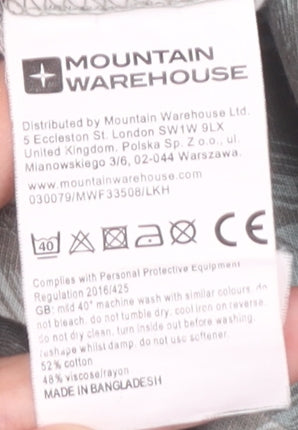 MOUNTAIN
WAREHOUSE
Distributed by Mountain Warehouse Ltd.
5 Eccleston St. London SW1W 9LX
United Kingdom. Polska Sp. Z o.o., ul.
Mianowskiego 3/6, 02-044 Warszawa.
www.mountainwarehouse.com
030079/MWF33508/LKH
40
CE
Complies with Personal Protective Equipment
Regulation 2016/425
GB: mild 40° machine wash with similar colours. do
not bleach. do not tumble dry. cool iron on reverse.
do not dry clean. turn inside out before washing.
reshape whilst damp. do not use softener.
52% cotton
48% viscose/rayon
MADE IN BANGLADESH